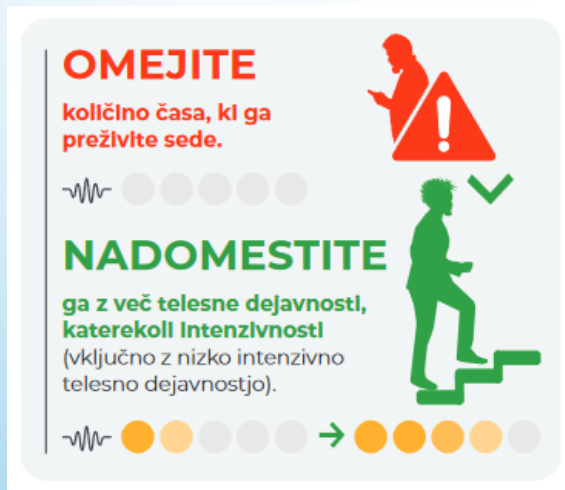 OMEJITE
količino časa, ki ga
preživite sede.
NADOMESTITE
ga z več telesne dejavnosti,
katerekoli intenzivnosti
(vključno z nizko intenzivno
telesno dejavnostjo).